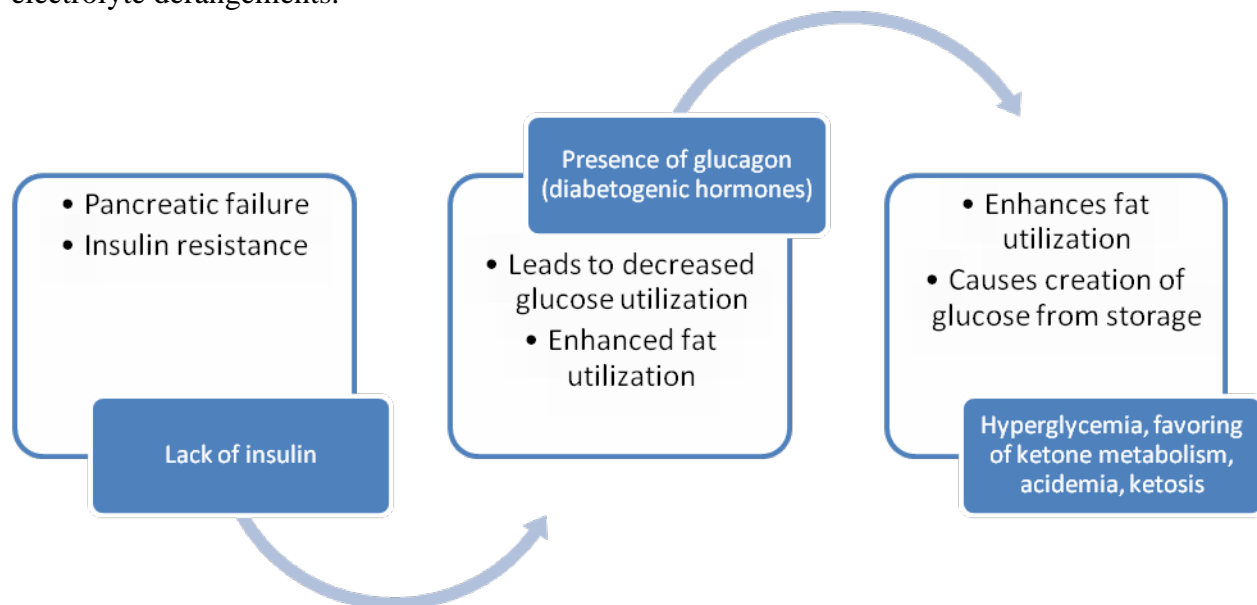 electrolyte derangements.
• Pancreatic failure
• Insulin resistance
Lack of insulin
Presence of glucagon
(diabetogenic hormones)
• Leads to decreased
glucose utilization
• Enhanced fat
utilization
• Enhances fat
utilization
• Causes creation of
glucose from storage
Hyperglycemia, favoring
of ketone metabolism,
acidemia, ketosis